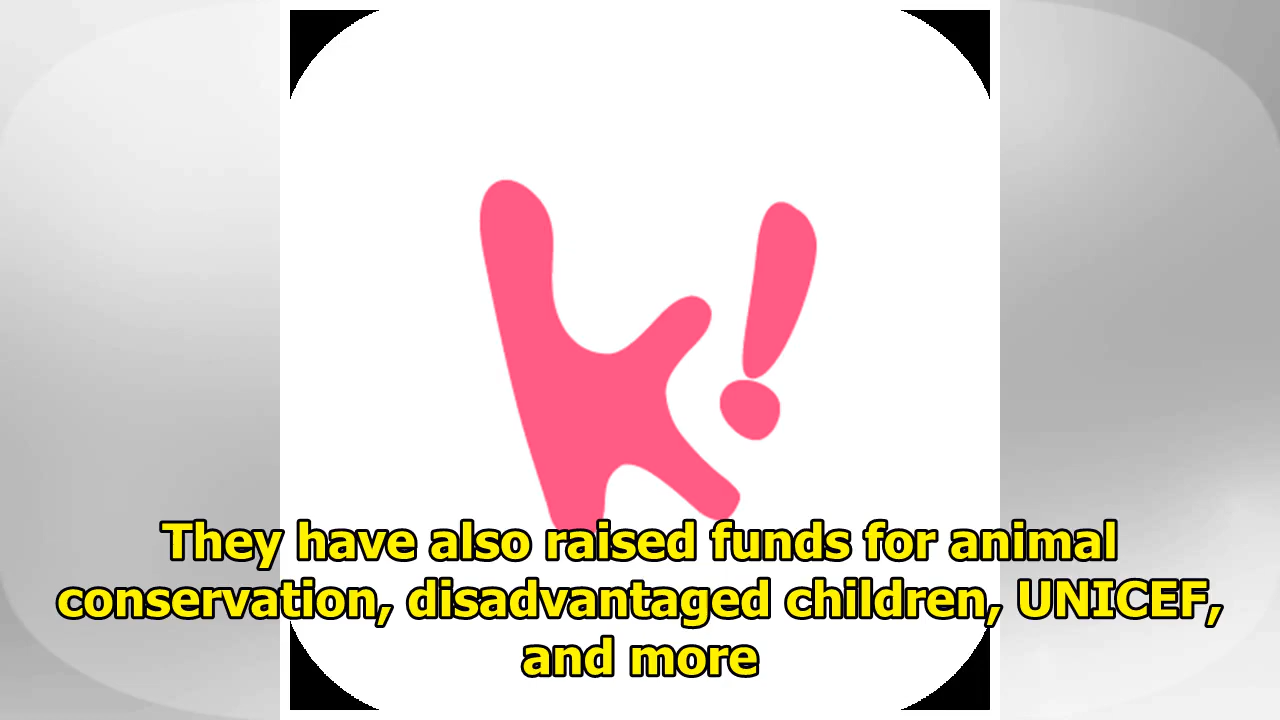 k!
They have also raised funds for animal
conservation, disadvantaged children, UNICEF,
and more